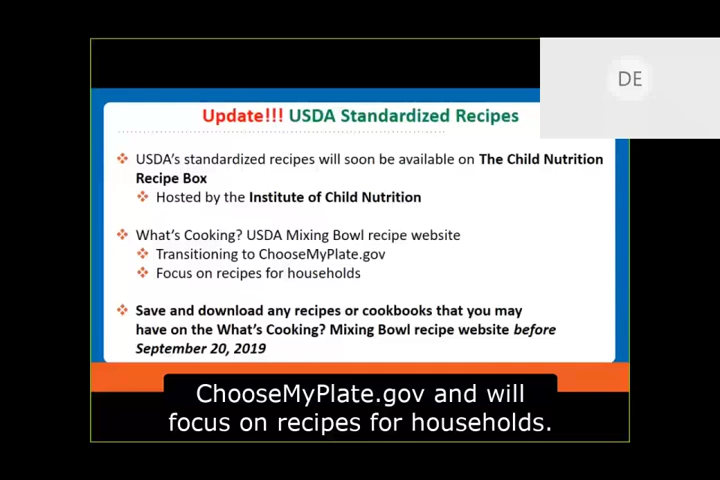 DE
Update!!! USDA Standardized Recipes
USDA's standardized recipes will soon be available on The Child Nutrition
Recipe Box
Hosted by the Institute of Child Nutrition
What's Cooking? USDA Mixing Bowl recipe website
Transitioning to ChooseMyPlate.gov
Focus on recipes for households
Save and download any recipes or cookbooks that you may
have on the What's Cooking? Mixing Bowl recipe website before
September 20, 2019
ChooseMyPlate.gov and will
focus on recipes for households.